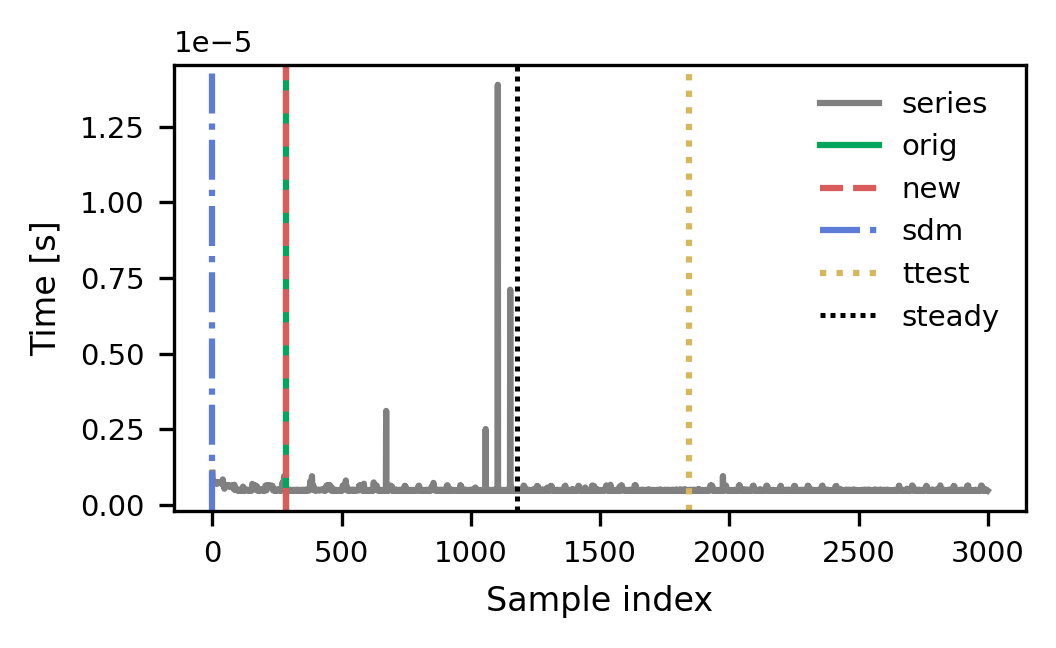 1e−5
1.25
1.00
0.75
0.50
0.25
0.00
Time [s]
0 500 1000 1500 2000 2500 3000
Sample index
series
orig
new
sdm
ttest
steady